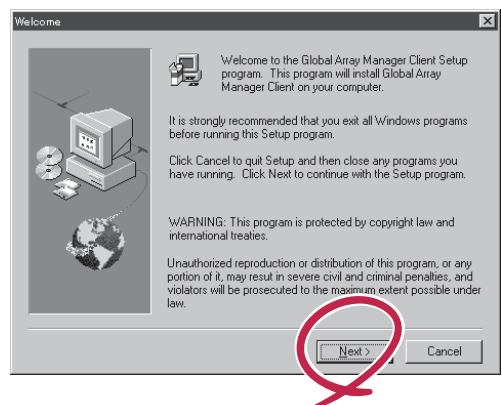 Welcome
Welcome to the Global Array Manager Client Setup
program. This program will install Global Array
Manager Client on your computer.
It is strongly recommended that you exit all Windows programs
before running this Setup program.
Click Cancel to quit Setup and then close any programs you
have running. Click Next to continue with the Setup program.
WARNING: This program is protected by copyright law and
international treaties.
Unauthorized reproduction or distribution of this program, or any
portion of it, may result in severe civil and criminal penalties, and
violators will be prosecuted to the maximum extent possible under
law.
Next >
Cancel